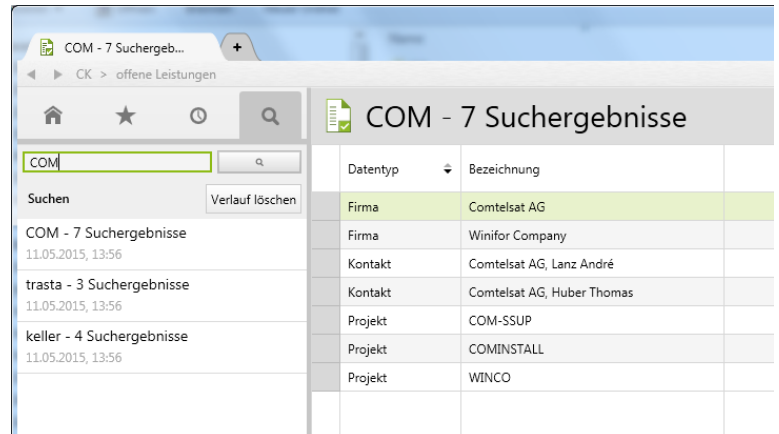 COM - 7 Suchergeb...
+
CK > offene Leistungen
COM - 7 Suchergebnisse
COM
Suchen
Verlauf löschen
COM - 7 Suchergebnisse
11.05.2015, 13:56
trasta - 3 Suchergebnisse
11.05.2015, 13:56
keller - 4 Suchergebnisse
11.05.2015, 13:56
Datentyp Bezeichnung
Firma Comtelsat AG
Firma Winifor Company
Kontakt Comtelsat AG, Lanz André
Kontakt Comtelsat AG, Huber Thomas
Projekt COM-SSUP
Projekt COMINSTALL
Projekt WINCO